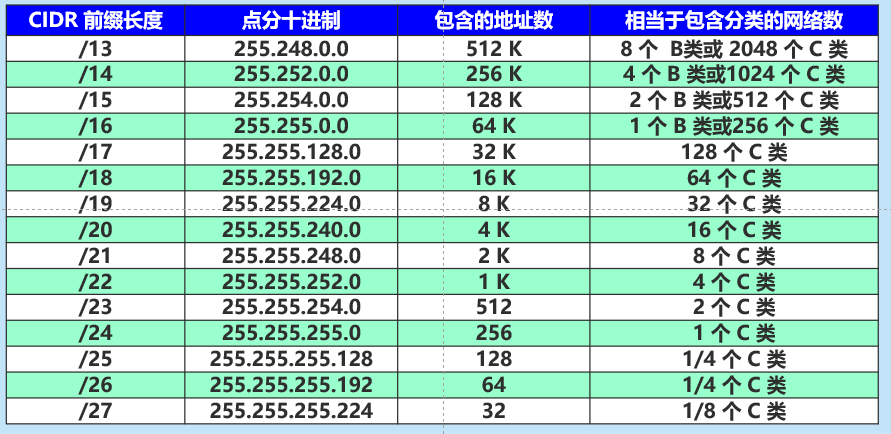 CIDR 前缀长度 点分十进制 包含的地址数 相当于包含分类的网络数
/13 255.248.0.0 512 K 8 个 B类或 2048 个 C 类
/14 255.252.0.0 256 K 4 个 B 类或1024 个 C 类
/15 255.254.0.0 128 K 2 个 B 类或512 个 C 类
/16 255.255.0.0 64 K 1 个 B 类或256 个 C 类
/17 255.255.128.0 32 K 128 个 C 类
/18 255.255.192.0 16 K 64 个 C 类
/19 255.255.224.0 8 K 32 个 C 类
/20 255.255.240.0 4 K 16 个 C 类
/21 255.255.248.0 2 K 8 个 C 类
/22 255.255.252.0 1 K 4 个 C 类
/23 255.255.254.0 512 2 个 C 类
/24 255.255.255.0 256 1 个 C 类
/25 255.255.255.128 128 1/4 个 C 类
/26 255.255.255.192 64 1/4 个 C 类
/27 255.255.255.224 32 1/8 个 C 类